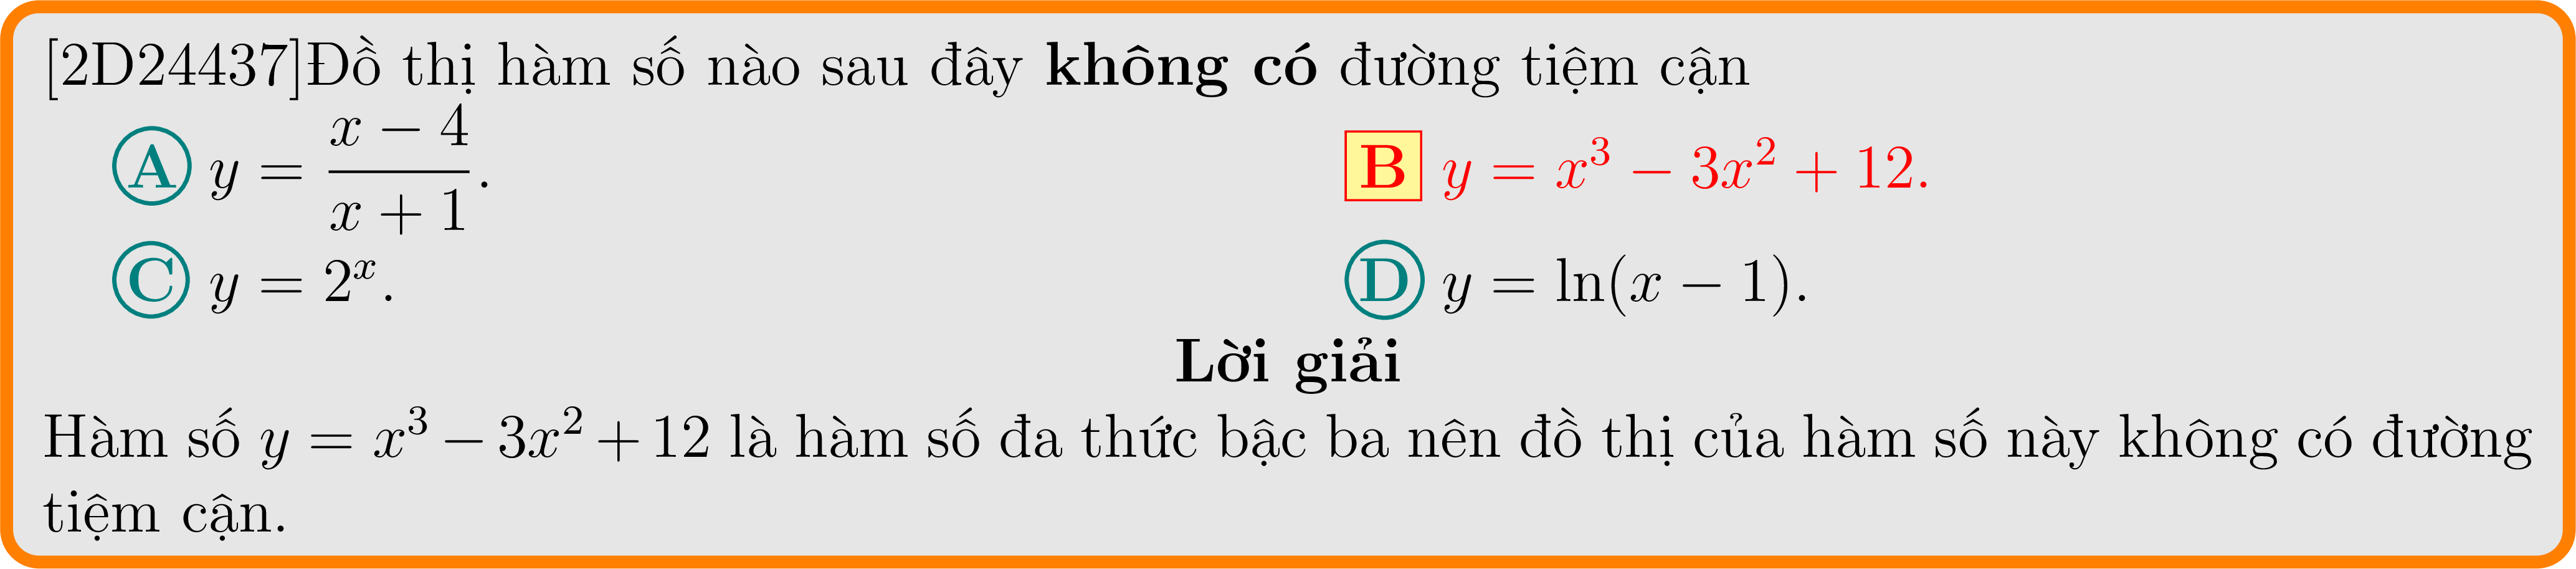 [2D24437]Đồ thị hàm số nào sau đây không có đường tiệm cận
A y = \frac{x - 4}{x + 1}. B y = x^3 - 3x^2 + 12.
C y = 2^x. D y = ln(x - 1).
Lời giải
Hàm số y = x^3 - 3x^2 + 12 là hàm số đa thức bậc ba nên đồ thị của hàm số này không có đường
tiệm cận.